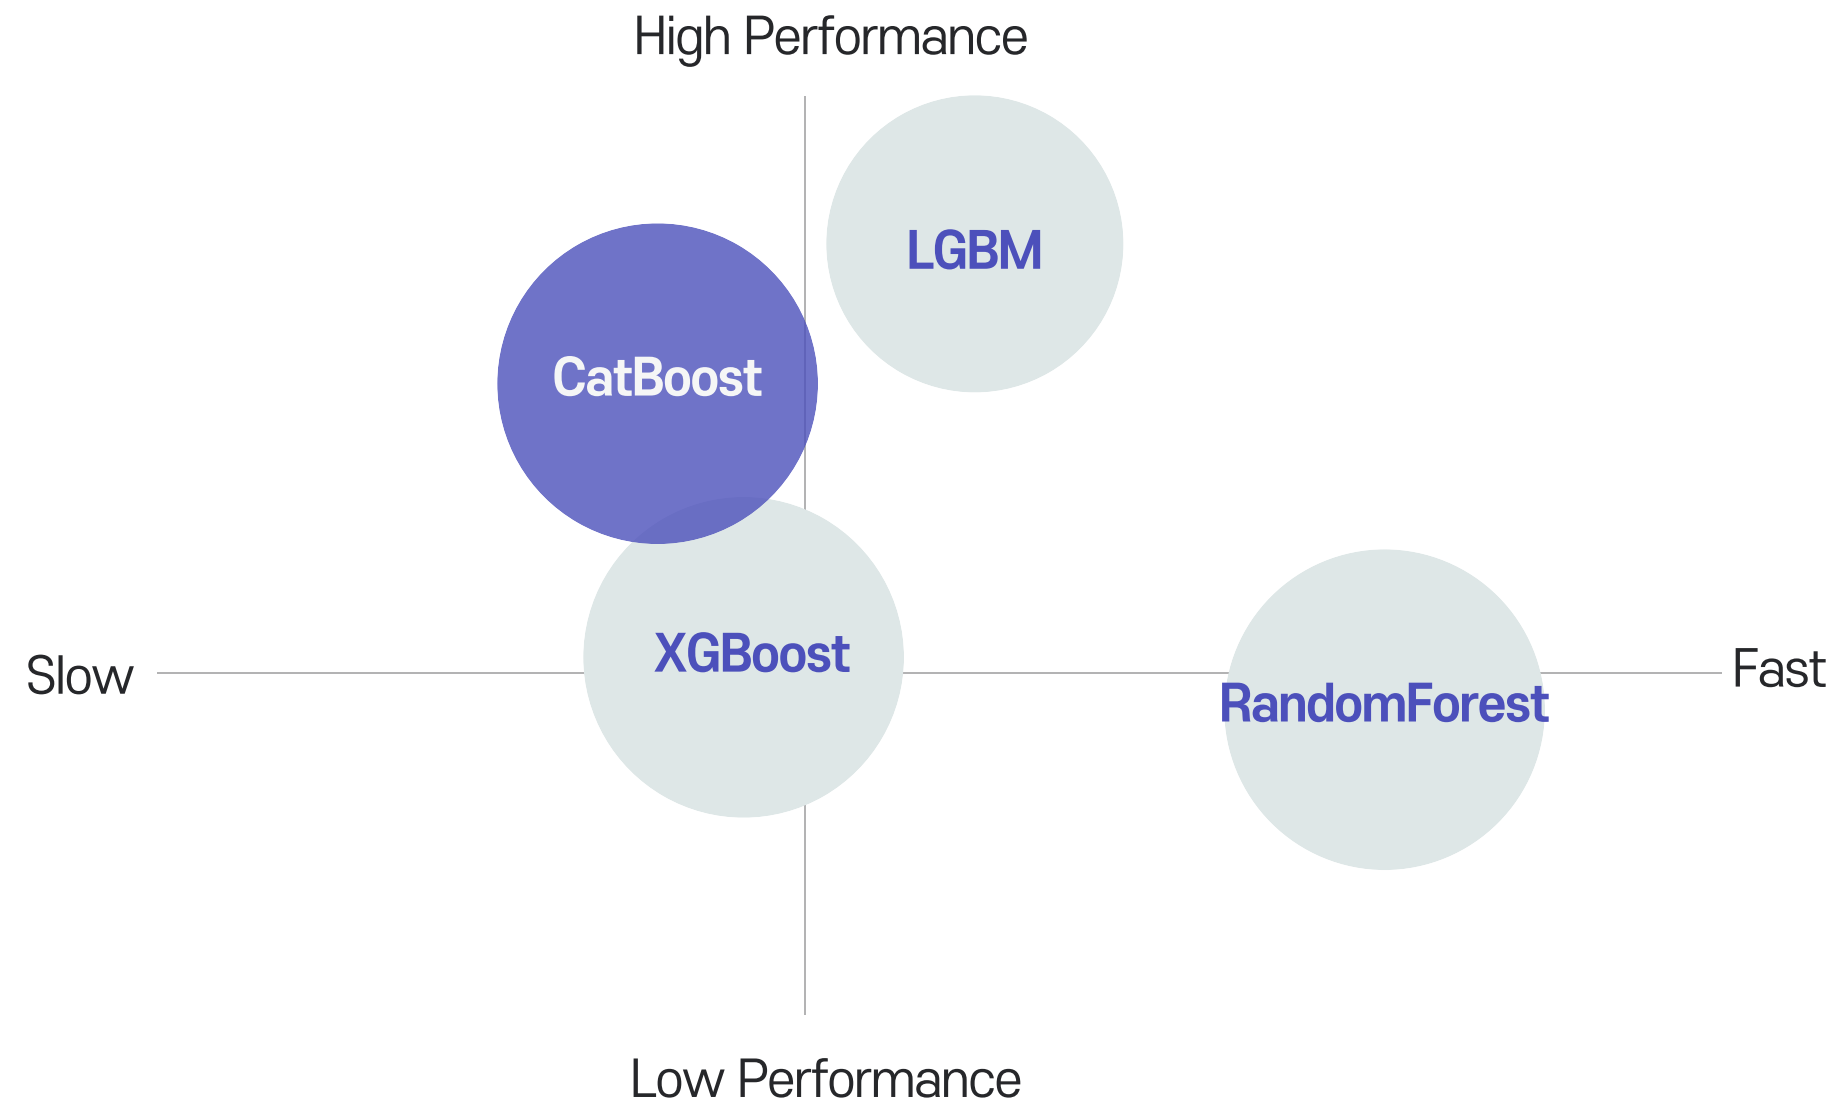 High Performance
LGBM
CatBoost
XGBoost
Slow
Fast
RandomForest
Low Performance